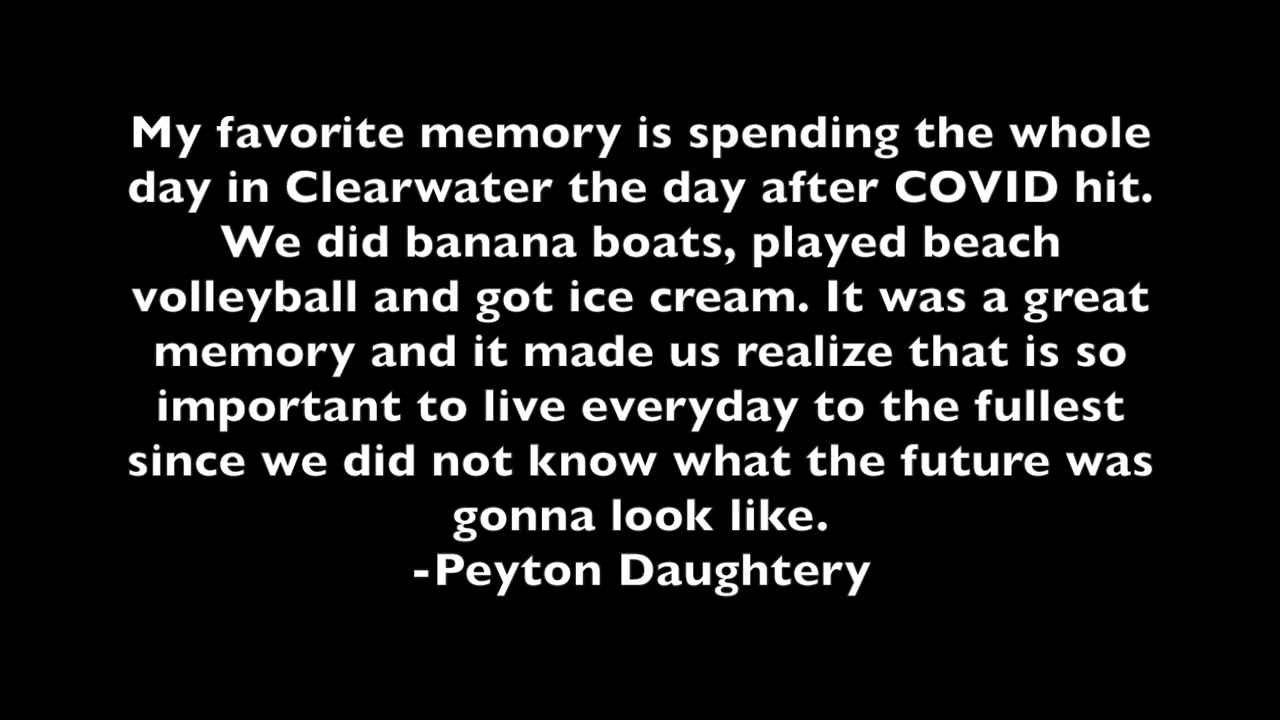 My favorite memory is spending the whole
day in Clearwater the day after COVID hit.
We did banana boats, played beach
volleyball and got ice cream. It was a great
memory and it made us realize that is so
important to live everyday to the fullest
since we did not know what the future was
gonna look like.
-Peyton Daughtery